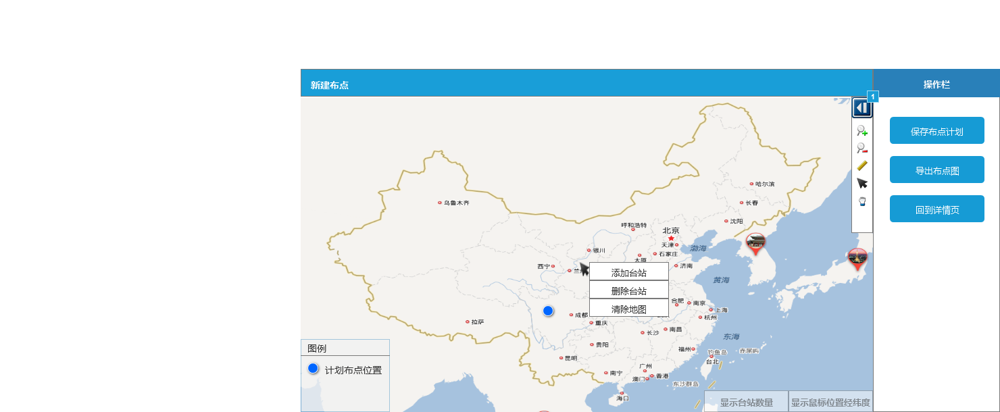 新建布点
操作栏
1
保存布点计划
导出布点图
回到详情页
哈尔滨
乌鲁木齐
长春
沈阳
呼和浩特
北京
天津
渤海
银川
石家庄
太原
西宁
济南
兰
添加台站
黄海
删除台站
合肥
南京
清除地图
上海
成都
杭州
拉萨
重庆
长沙
南昌
东海
贵阳
福州
钓鱼岛
赤尾屿
图例
昆明
台北
计划布点位置
广州
南宁
香港
澳门
东沙群岛
海口
显示台站数量
显示鼠标位置经纬度